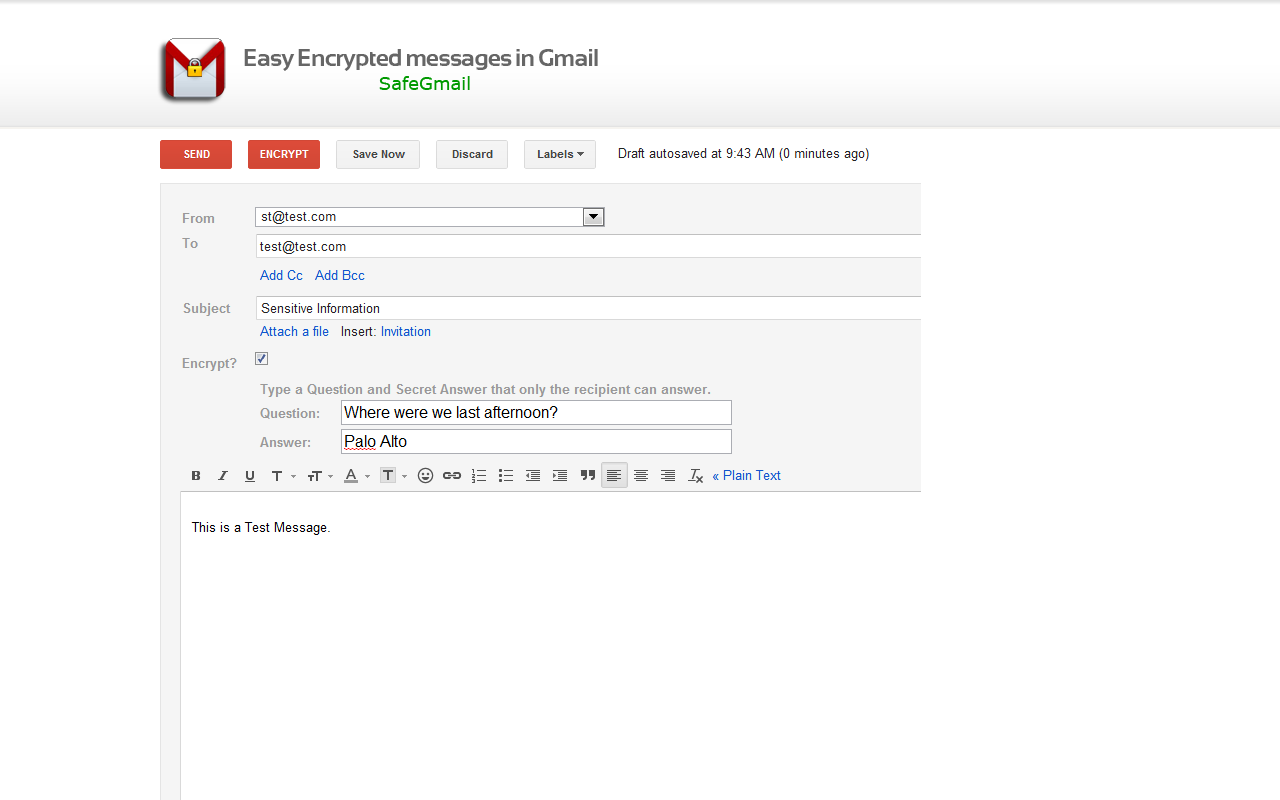 Easy Encrypted messages in Gmail
SafeGmail
SEND ENCRYPT Save Now Discard Labels Draft autosaved at 9:43 AM (0 minutes ago)
From st@test.com
To test@test.com
Add Cc Add Bcc
Subject Sensitive Information
Attach a file Insert: Invitation
Encrypt?
Type a Question and Secret Answer that only the recipient can answer.
Question: Where were we last afternoon?
Answer: Palo Alto
B I U T TT A T Tx « Plain Text
This is a Test Message.